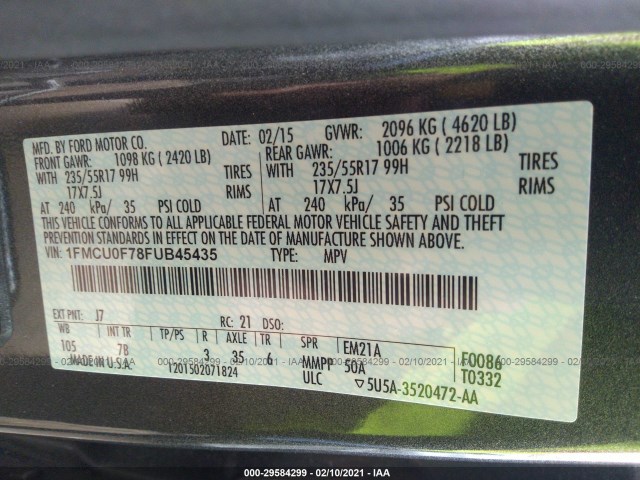 000-29584299 - 02/10/2021 - IAA
MFD. BY FORD MOTOR CO.
DATE: 02/15 GVWR: 2096 KG ( 4620 LB)
FRONT GAWR: 1098 KG ( 2420 LB) REAR GAWR: 1006 KG ( 2218 LB)
WITH 235/55R17 99H TIRES WITH 235/55R17 99H TIRES
17X7.5J RIMS 17X7.5J RIMS
AT 240 kPa/ 35 PSI COLD AT 240 kPa/ 35 PSI COLD
THIS VEHICLE CONFORMS TO ALL APPLICABLE FEDERAL MOTOR VEHICLE SAFETY AND THEFT
PREVENTION STANDARDS IN EFFECT ON THE DATE OF MANUFACTURE SHOWN ABOVE.
VIN: 1FMCU0F78FUB45435 TYPE: MPV
EXT PNT: J7 RC: 21 DSO:
WB INT TR TP/PS R AXLE TR SPR EM21A
105 7B 3 35 6 MMPP 50A F0086
ULC T0332
MADE IN U.S.A. 1201502071824 5U5A-3520472-AA
000-29584299 - 02/10/2021 - IAA
000-29584299 - 02/10/2021 - IAA
000-29584299 - 02/10/2021 - IAA
000-29584299 - 02/10/2021 - IAA